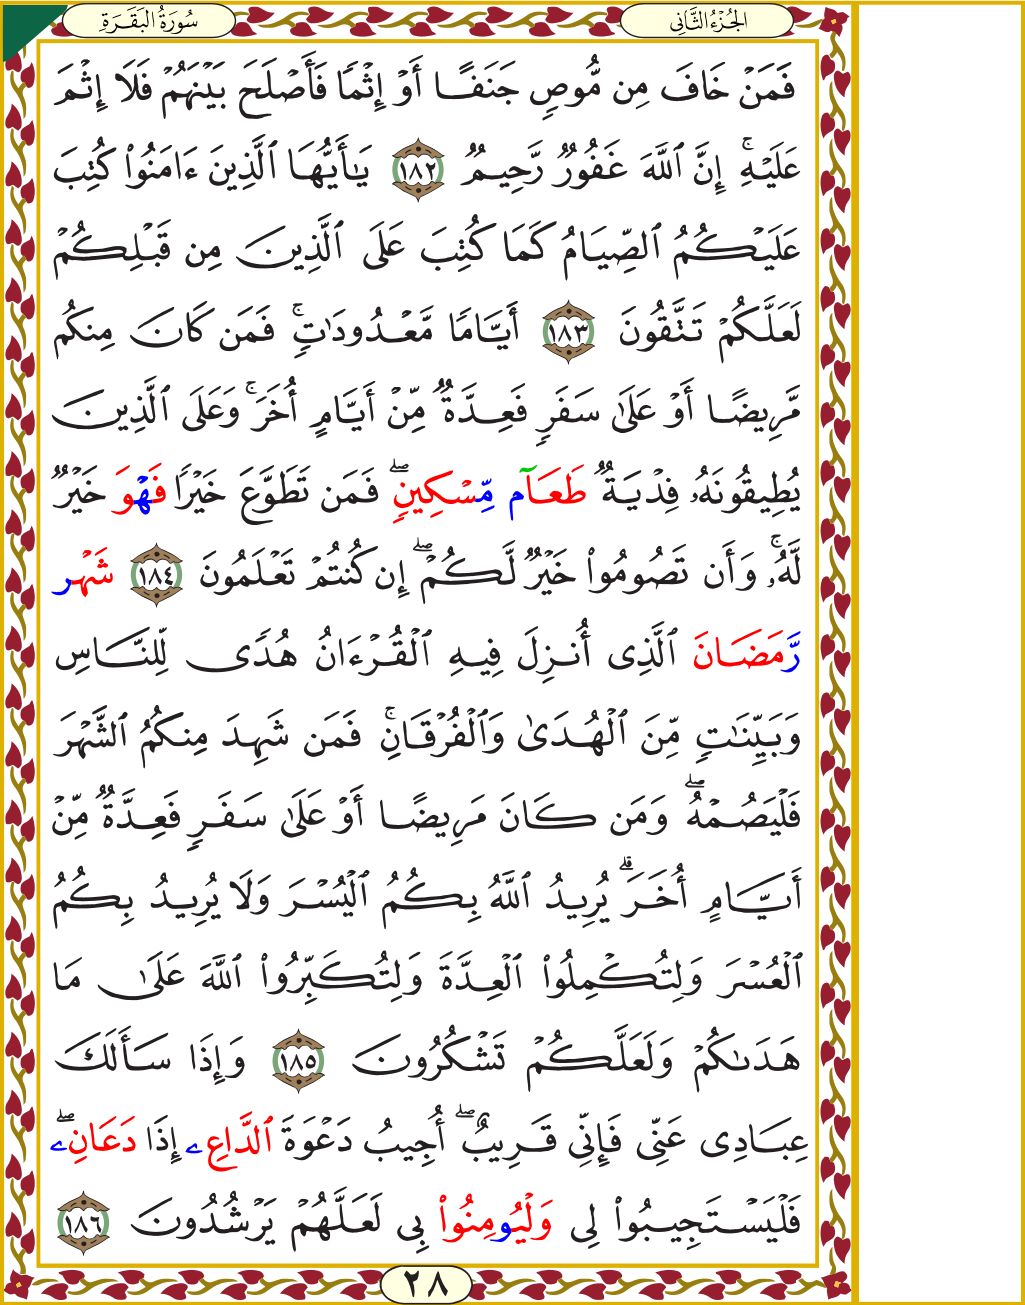 الجُزْءُ الثَّانِي
سُورَةُ البَقَرَةِ
فَمَنْ خَافَ مِن مُّوصٍ جَنَفًا أَوْ إِثْمًا فَأَصْلَحَ بَيْنَهُمْ فَلَا إِثْمَ
عَلَيْهِ ۚ إِنَّ ٱللَّهَ غَفُورٌ رَّحِيمٌ ١٨٢ يَٰأَيُّهَا ٱلَّذِينَ ءَامَنُوا۟ كُتِبَ
عَلَيْكُمُ ٱلصِّيَامُ كَمَا كُتِبَ عَلَى ٱلَّذِينَ مِن قَبْلِكُمْ
لَعَلَّكُمْ تَتَّقُونَ ١٨٣ أَيَّامًا مَّعْدُودَٰتٍ ۚ فَمَن كَانَ مِنكُم
مَّرِيضًا أَوْ عَلَىٰ سَفَرٍ فَعِدَّةٌ مِّنْ أَيَّامٍ أُخَرَ ۚ وَعَلَى ٱلَّذِينَ
يُطِيقُونَهُۥ فِدْيَةٌ طَعَآم مِّسْكِينٍ ۖ فَمَن تَطَوَّعَ خَيْرًا فَهْوَ خَيْرٌ
لَّهُۥ ۚ وَأَن تَصُومُوا۟ خَيْرٌ لَّكُمْ ۖ إِن كُنتُمْ تَعْلَمُونَ ١٨٤ شَهْر
رَّمَضَانَ ٱلَّذِى أُنزِلَ فِيهِ ٱلْقُرْءَانُ هُدًى لِّلنَّاسِ
وَبَيِّنَٰتٍ مِّنَ ٱلْهُدَىٰ وَٱلْفُرْقَانِ ۚ فَمَن شَهِدَ مِنكُمُ ٱلشَّهْرَ
فَلْيَصُمْهُ ۖ وَمَن كَانَ مَرِيضًا أَوْ عَلَىٰ سَفَرٍ فَعِدَّةٌ مِّنْ
أَيَّامٍ أُخَرَ ۗ يُرِيدُ ٱللَّهُ بِكُمُ ٱلْيُسْرَ وَلَا يُرِيدُ بِكُمُ
ٱلْعُسْرَ وَلِتُكْمِلُوا۟ ٱلْعِدَّةَ وَلِتُكَبِّرُوا۟ ٱللَّهَ عَلَىٰ مَا
هَدَىٰكُمْ وَلَعَلَّكُمْ تَشْكُرُونَ ١٨٥ وَإِذَا سَأَلَكَ
عِبَادِى عَنِّى فَإِنِّى قَرِيبٌ ۖ أُجِيبُ دَعْوَةَ ٱلدَّاعِۦ إِذَا دَعَانِۦ ۖ
فَلْيَسْتَجِيبُوا۟ لِى وَلْيُومِنُوا۟ بِى لَعَلَّهُمْ يَرْشُدُونَ ١٨٦
٢٨